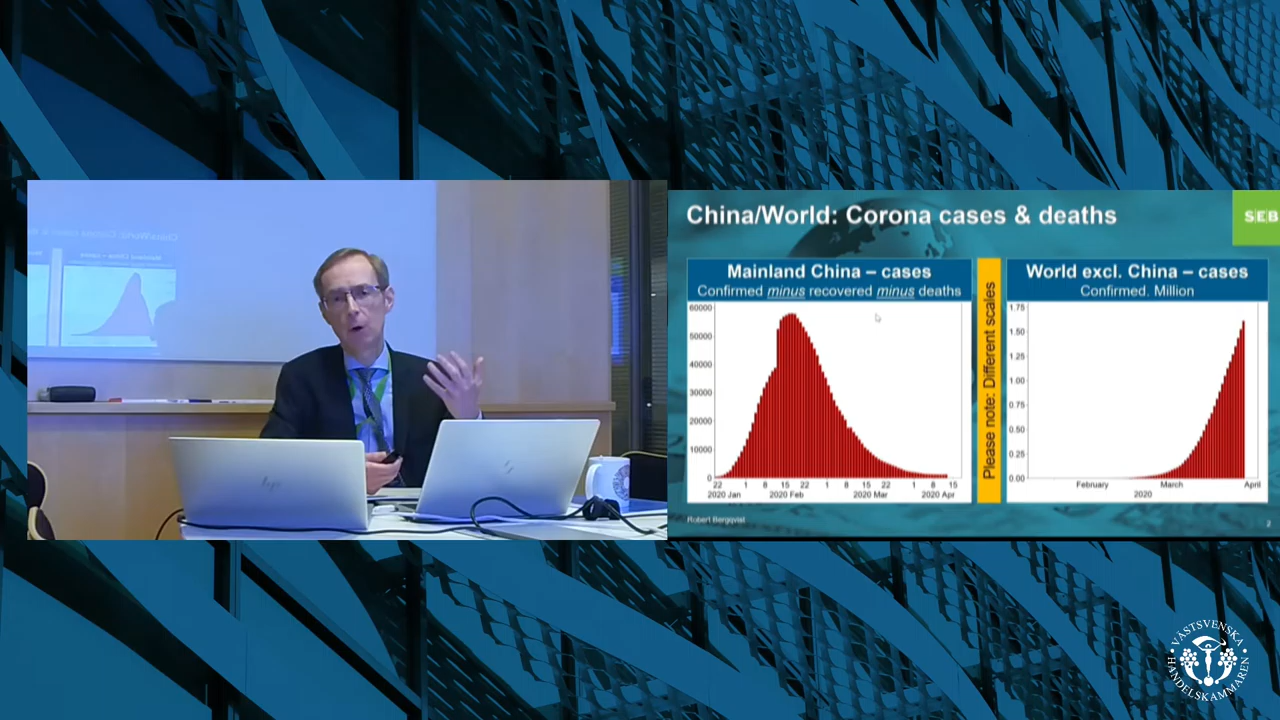 China/World: Corona cases & deaths
SEB
Mainland China – cases
Confirmed minus recovered minus deaths
60000
50000
40000
30000
20000
10000
0
22 1 8 15 22 1 8 15 22 1 8 15
2020 Jan 2020 Feb 2020 Mar 2020 Apr
Please note: Different scales
World excl. China – cases
Confirmed. Million
1.75
1.50
1.25
1.00
0.75
0.50
0.25
0.00
February March April
2020
Robert Bergqvist
2
hp
VÄSTSVENSKA
HANDELSKAMMAREN